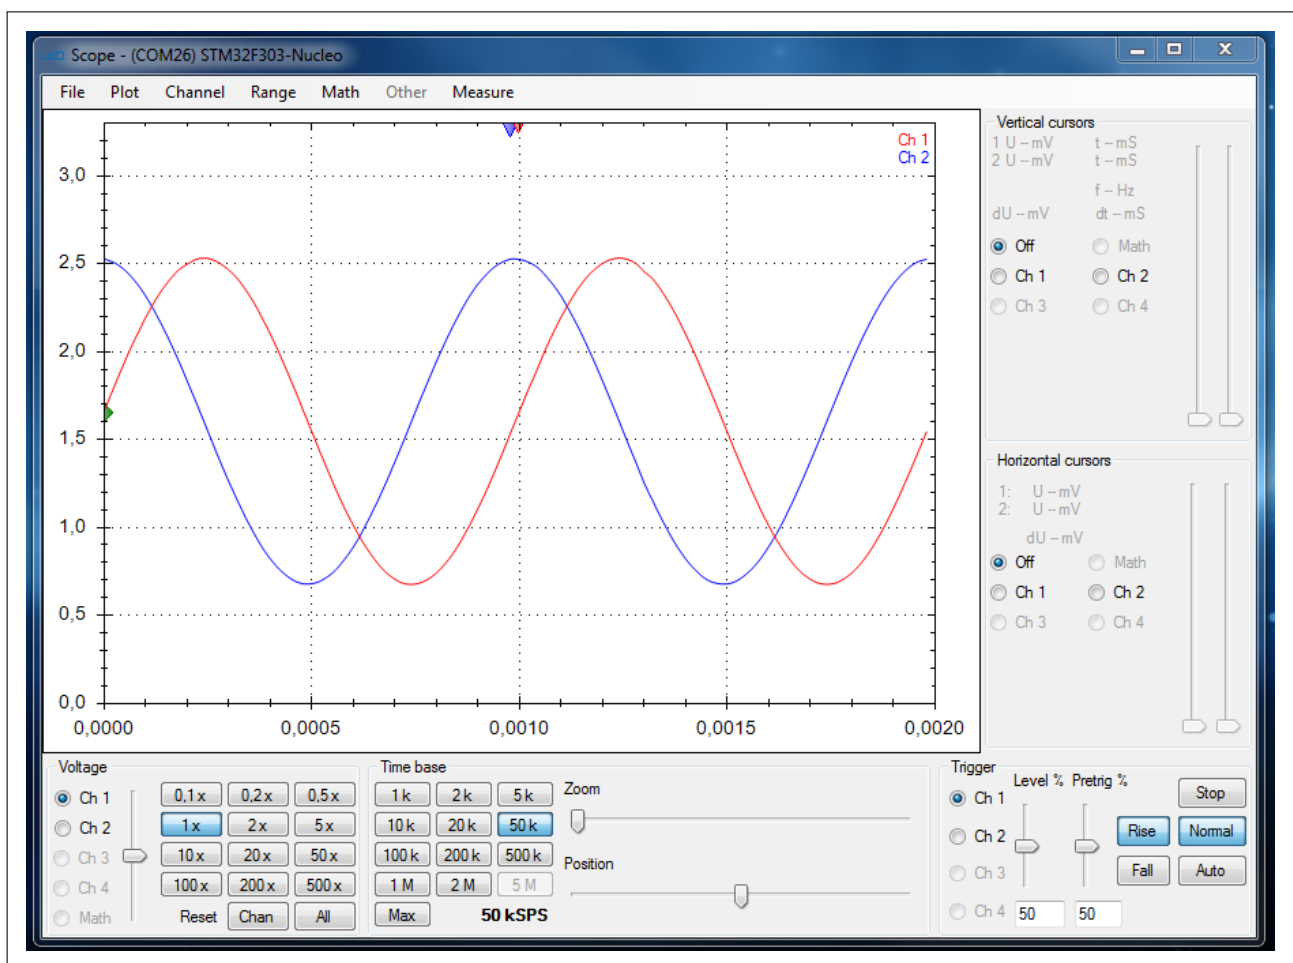 Scope - (COM26) STM32F303-Nucleo
File Plot Channel Range Math Other Measure
Ch 1
Ch 2
3,0
2,5
2,0
1,5
1,0
0,5
0,0
0,0000 0,0005 0,0010 0,0015 0,0020
Vertical cursors
1 U -- mV t -- mS
2 U -- mV t -- mS
f -- Hz
dU -- mV dt -- mS
Off Math
Ch 1 Ch 2
Ch 3 Ch 4
Horizontal cursors
1: U -- mV
2: U -- mV
dU -- mV
Off Math
Ch 1 Ch 2
Ch 3 Ch 4
Voltage
Ch 1 0,1 x 0,2 x 0,5 x
Ch 2 1 x 2 x 5 x
Ch 3 10 x 20 x 50 x
Ch 4 100 x 200 x 500 x
Math Reset Chan All
Time base
1 k 2 k 5 k Zoom
10 k 20 k 50 k
100 k 200 k 500 k Position
1 M 2 M 5 M
Max 50 kSPS
Trigger
Level % Pretrig %
Ch 1 Stop
Ch 2 Rise Normal
Ch 3 Fall Auto
Ch 4 50 50